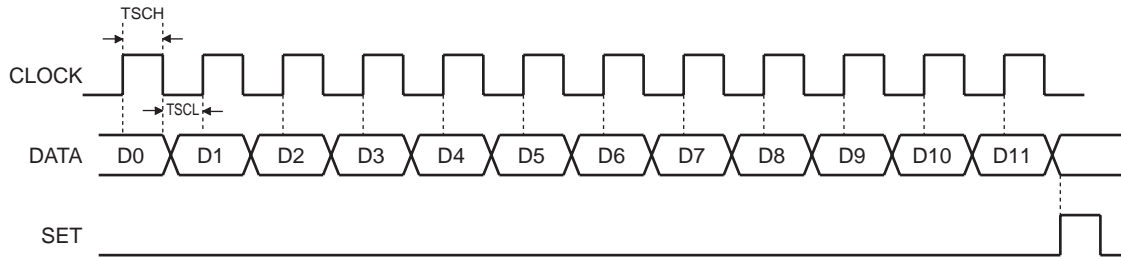 TSCH
CLOCK
TSCL
DATA D0 D1 D2 D3 D4 D5 D6 D7 D8 D9 D10 D11
SET